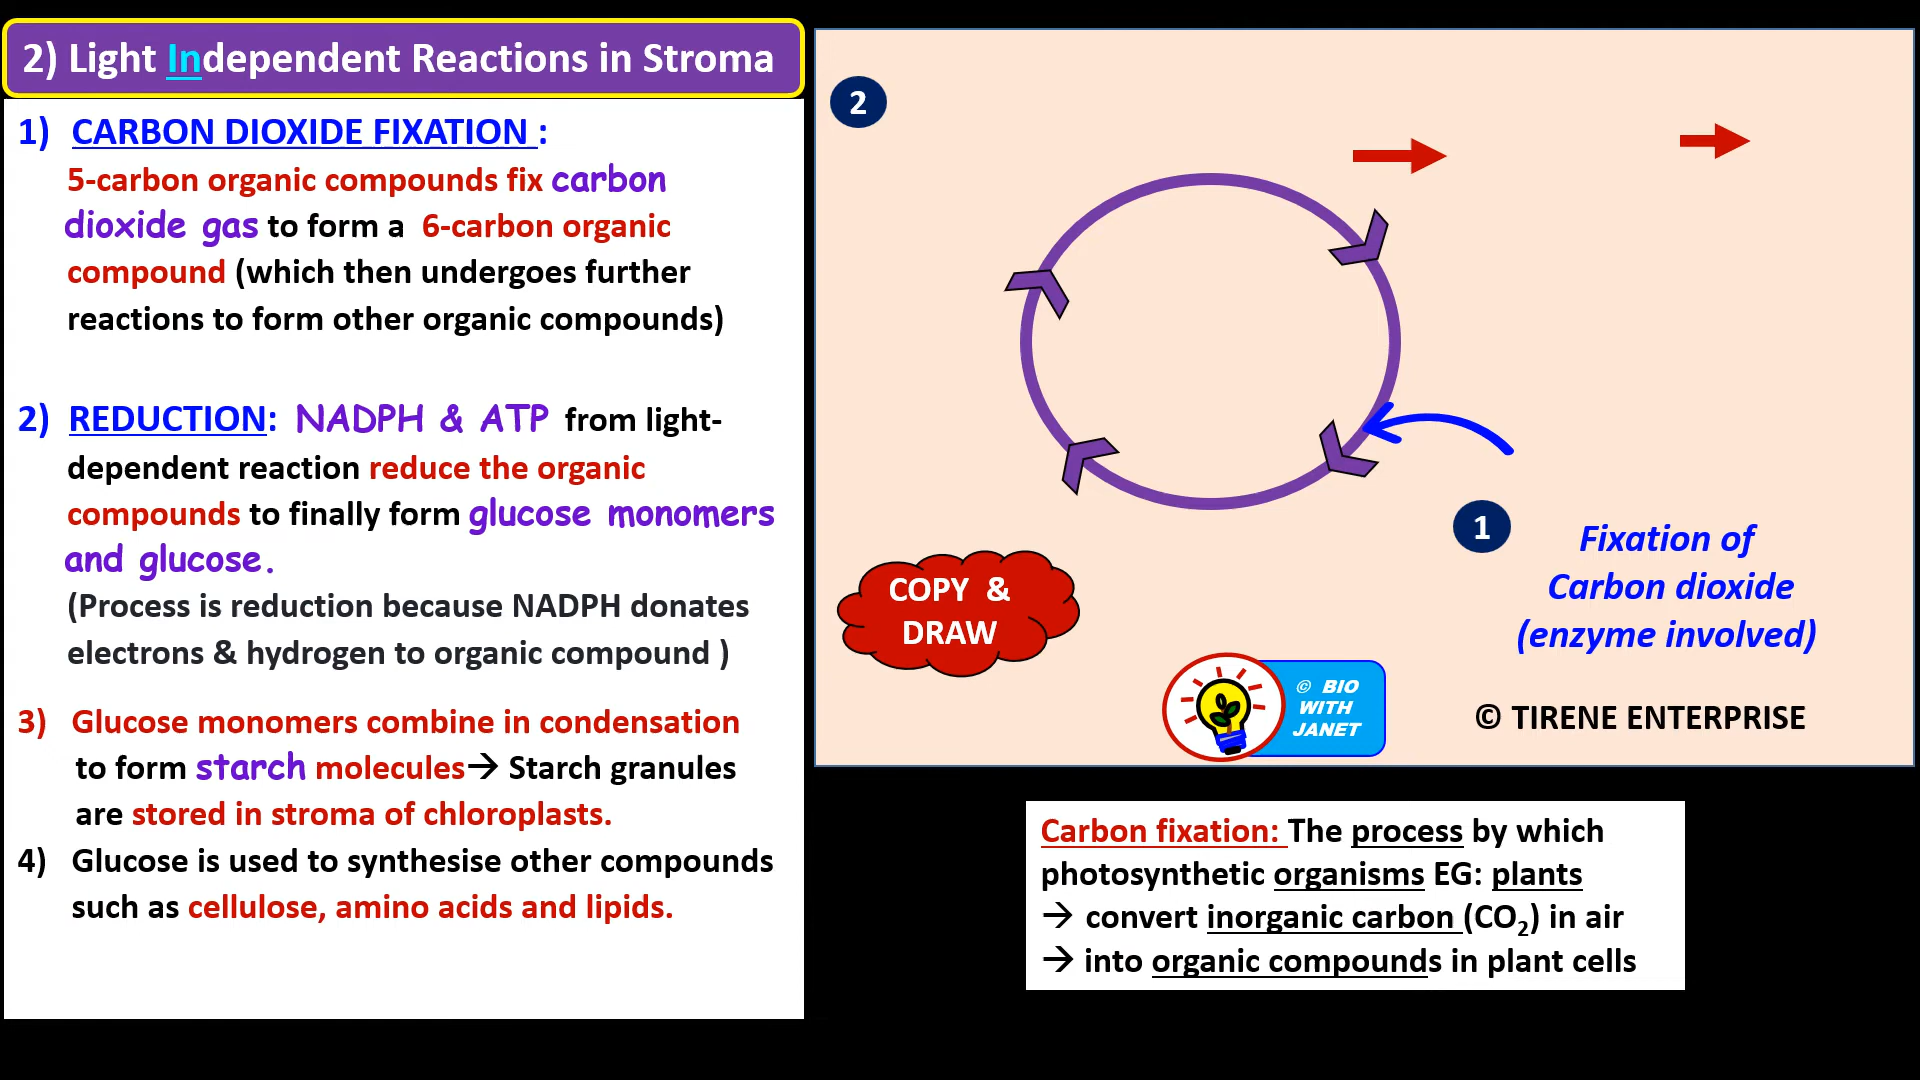 2) Light Independent Reactions in Stroma
1) CARBON DIOXIDE FIXATION :
5-carbon organic compounds fix carbon
dioxide gas to form a 6-carbon organic
compound (which then undergoes further
reactions to form other organic compounds)
2) REDUCTION: NADPH & ATP from light-
dependent reaction reduce the organic
compounds to finally form glucose monomers
and glucose.
(Process is reduction because NADPH donates
electrons & hydrogen to organic compound )
3) Glucose monomers combine in condensation
to form starch molecules→ Starch granules
are stored in stroma of chloroplasts.
4) Glucose is used to synthesise other compounds
such as cellulose, amino acids and lipids.
2
1
Fixation of
Carbon dioxide
(enzyme involved)
COPY &
DRAW
© BIO
WITH
JANET
© TIRENE ENTERPRISE
Carbon fixation: The process by which
photosynthetic organisms EG: plants
→ convert inorganic carbon (CO₂) in air
→ into organic compounds in plant cells